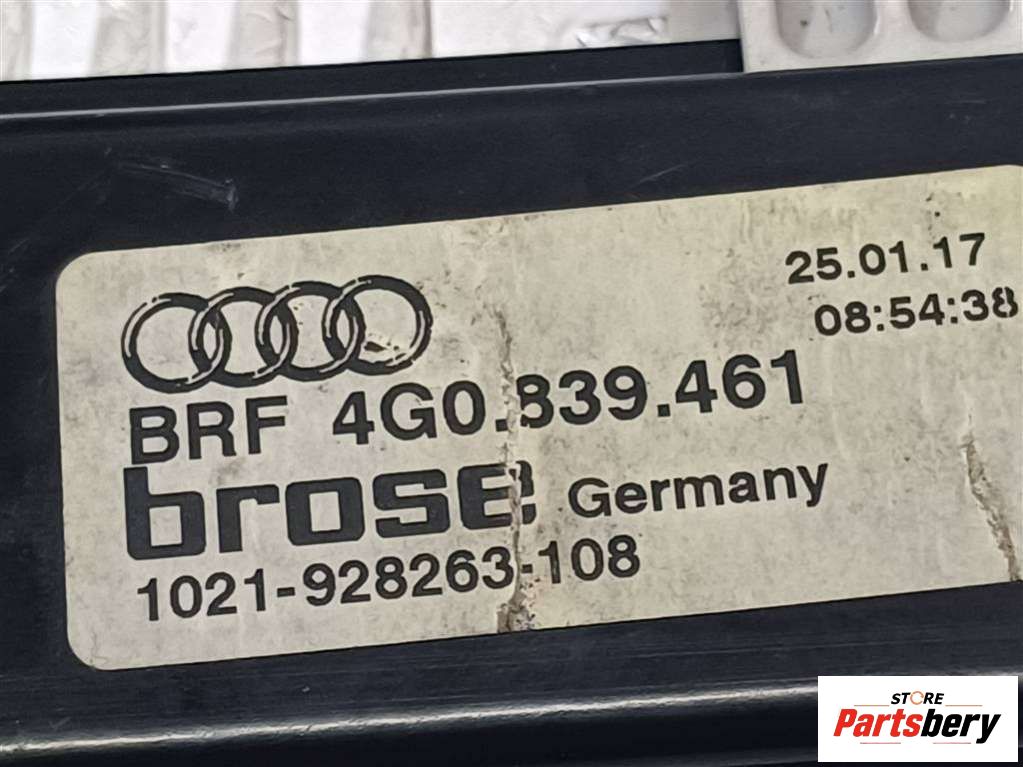 25.01.17
08:54:38
BRF 4G0.839.461
brose Germany
1021-928263-108
STORE
Partsbery